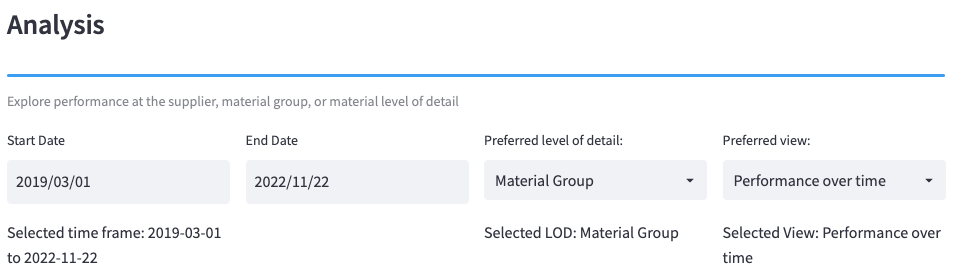 Analysis
Explore performance at the supplier, material group, or material level of detail
Start Date
End Date
Preferred level of detail:
Preferred view:
2019/03/01
2022/11/22
Material Group
Performance over time
Selected time frame: 2019-03-01
to 2022-11-22
Selected LOD: Material Group
Selected View: Performance over
time